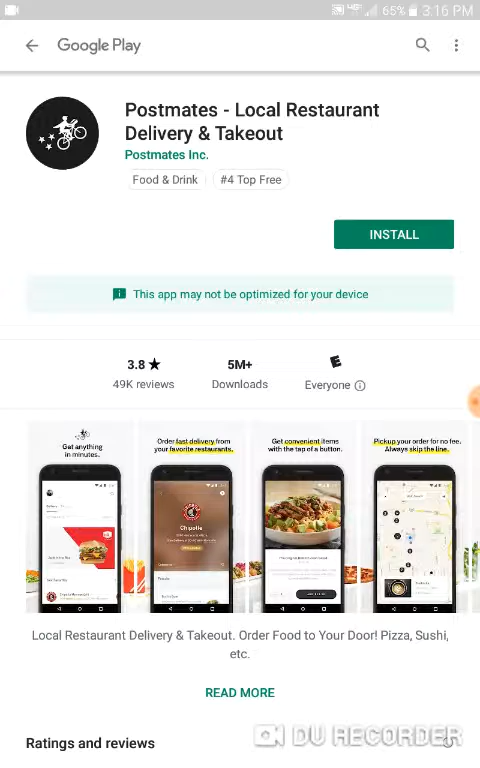 65% 3:16 PM
Google Play
Postmates - Local Restaurant
Delivery & Takeout
Postmates Inc.
Food & Drink
#4 Top Free
INSTALL
This app may not be optimized for your device
3.8 ★
5M+
E
49K reviews
Downloads
Everyone
Get anything
in minutes.
Order fast delivery from
your favorite restaurants.
Get convenient items
with the tap of a button.
Pickup your order for no fee.
Always skip the line.
Chipotle
Local Restaurant Delivery & Takeout. Order Food to Your Door! Pizza, Sushi,
etc.
READ MORE
Ratings and reviews
DU RECORDER